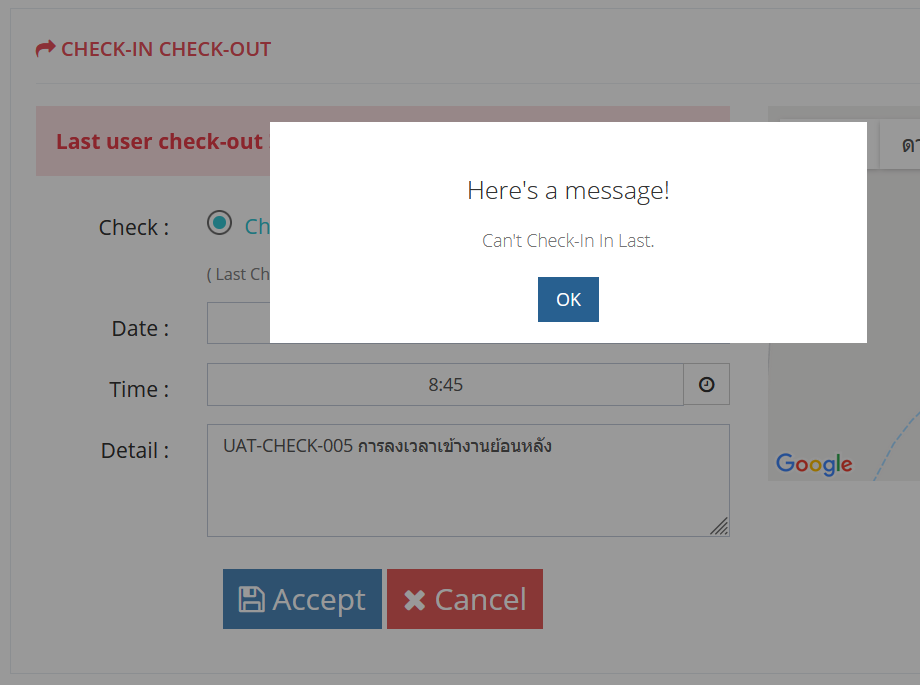 CHECK-IN CHECK-OUT
Last user check-out
Here's a message!
Can't Check-In In Last.
OK
Check :
( Last
Date :
Time :
8:45
Detail :
UAT-CHECK-005 การลงเวลาเข้างานย้อนหลัง
Google
Accept
Cancel